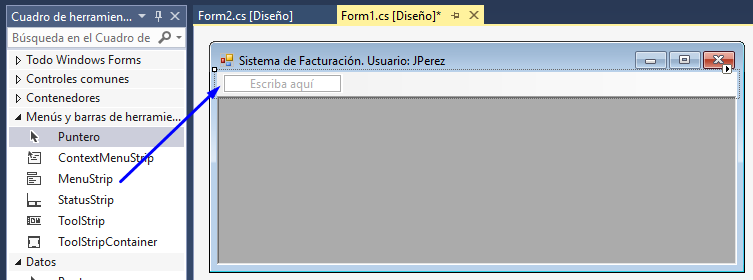 Cuadro de herramien...
Búsqueda en el Cuadro de
Todo Windows Forms
Controles comunes
Contenedores
Menús y barras de herramie...
Puntero
ContextMenuStrip
MenuStrip
StatusStrip
ToolStrip
ToolStripContainer
Datos
Form2.cs [Diseño]
Form1.cs [Diseño]*
Sistema de Facturación. Usuario: JPerez
Escriba aquí